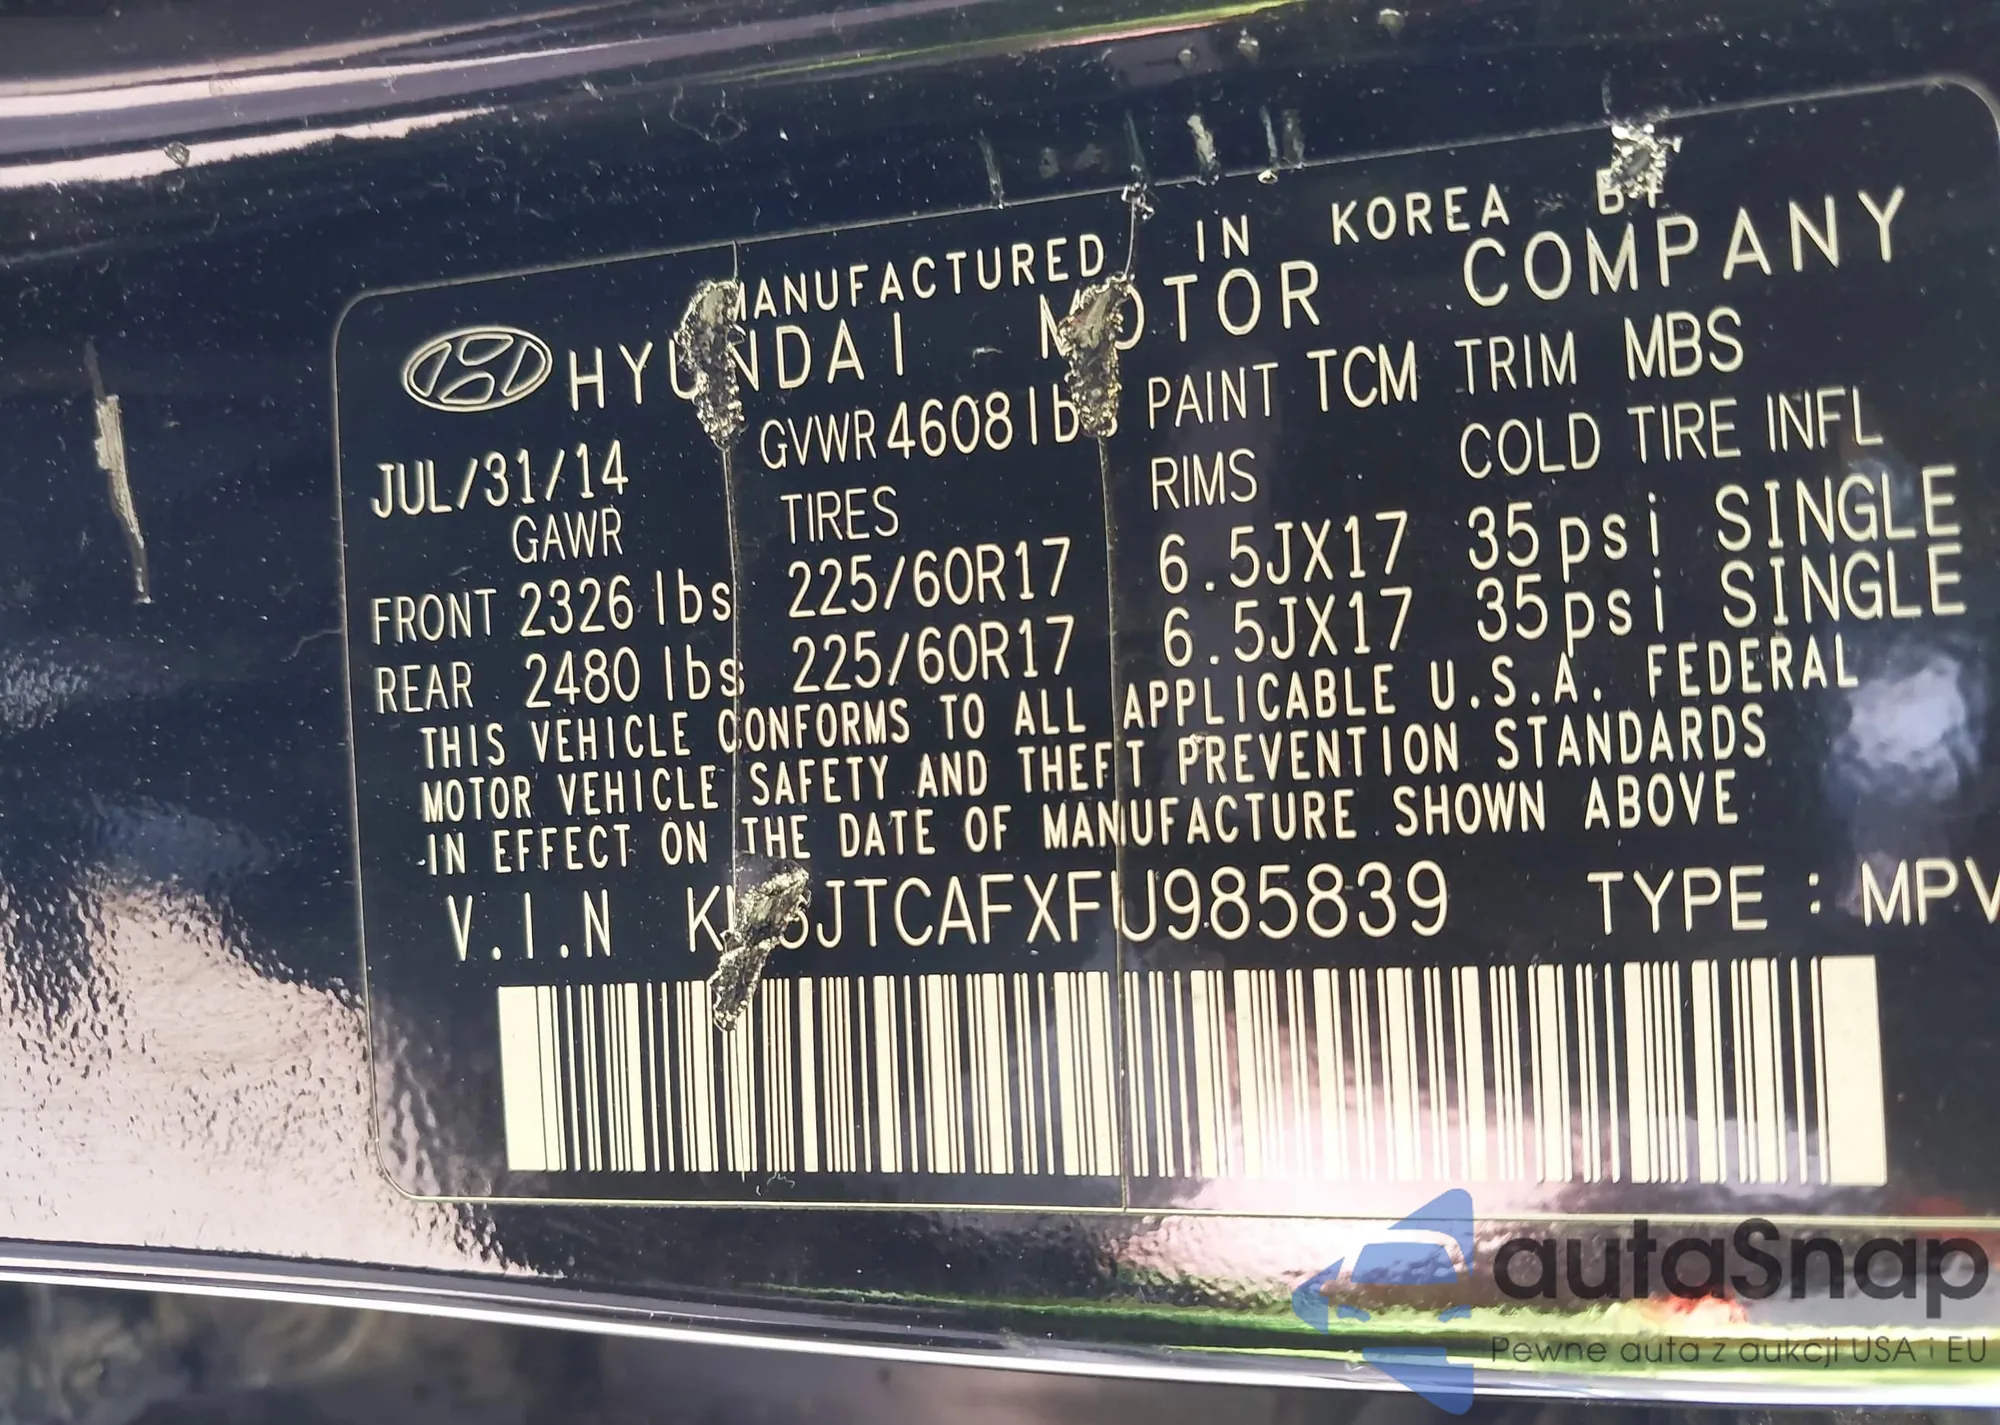 MANUFACTURED IN KOREA BY
HYUNDAI MOTOR COMPANY
JUL/31/14 GVWR 4608 lbs PAINT TCM TRIM MBS
GAWR TIRES RIMS COLD TIRE INFL
FRONT 2326 lbs 225/60R17 6.5JX17 35psi SINGLE
REAR 2480 lbs 225/60R17 6.5JX17 35psi SINGLE
THIS VEHICLE CONFORMS TO ALL APPLICABLE U.S.A. FEDERAL
MOTOR VEHICLE SAFETY AND THEFT PREVENTION STANDARDS
IN EFFECT ON THE DATE OF MANUFACTURE SHOWN ABOVE
V.I.N TYPE : MPV
autaSnap
Pewne auta z aukcji USA i EU